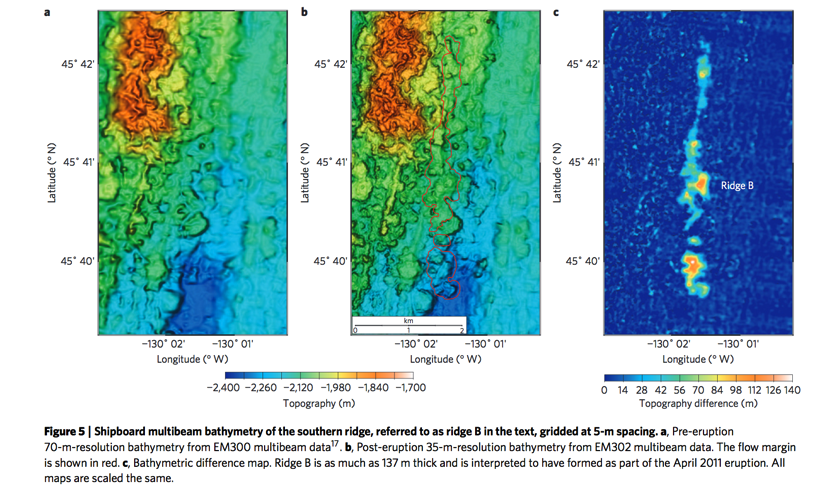 a
b
c
45° 42'
45° 41'
45° 40'
Latitude (° N)
−130° 02' −130° 01'
Longitude (° W)
45° 42'
45° 41'
45° 40'
Latitude (° N)
km
0 1 2
−130° 02' −130° 01'
Longitude (° W)
45° 42'
45° 41'
45° 40'
Latitude (° N)
Ridge B
−130° 02' −130° 01'
Longitude (° W)
−2,400 −2,260 −2,120 −1,980 −1,840 −1,700
Topography (m)
0 14 28 42 56 70 84 98 112 126 140
Topography difference (m)
Figure 5 | Shipboard multibeam bathymetry of the southern ridge, referred to as ridge B in the text, gridded at 5-m spacing. a, Pre-eruption
70-m-resolution bathymetry from EM300 multibeam data17. b, Post-eruption 35-m-resolution bathymetry from EM302 multibeam data. The flow margin
is shown in red. c, Bathymetric difference map. Ridge B is as much as 137 m thick and is interpreted to have formed as part of the April 2011 eruption. All
maps are scaled the same.